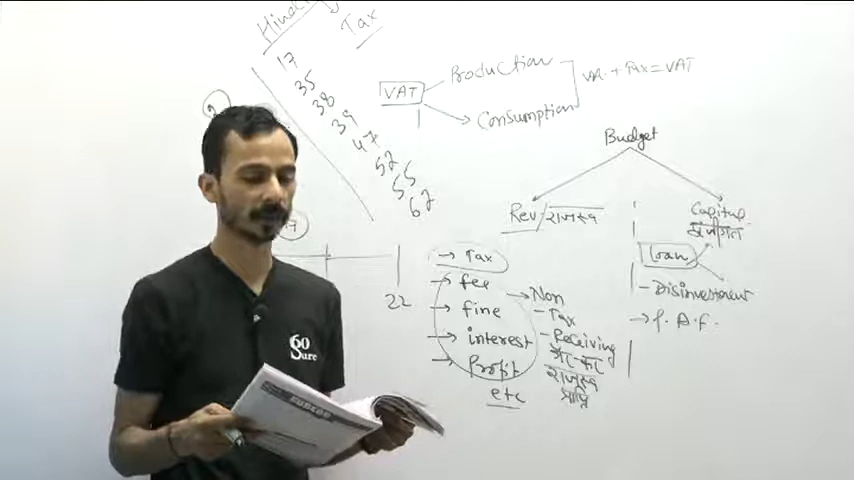 Tax
17
35
38
39
47
52
55
62
VAT
Production
Consumption
VA. + Tax = VAT
Budget
Rev./राजस्व
Capital
पूंजीगत
Loan
- Disinvestment
→ P. A. F.
→ Tax
→ fee
→ fine
→ interest
→ Profit
etc
→ Non
- Tax
- Receiving
गैर-कर
राजस्व
प्राप्ति
22
60
Sure